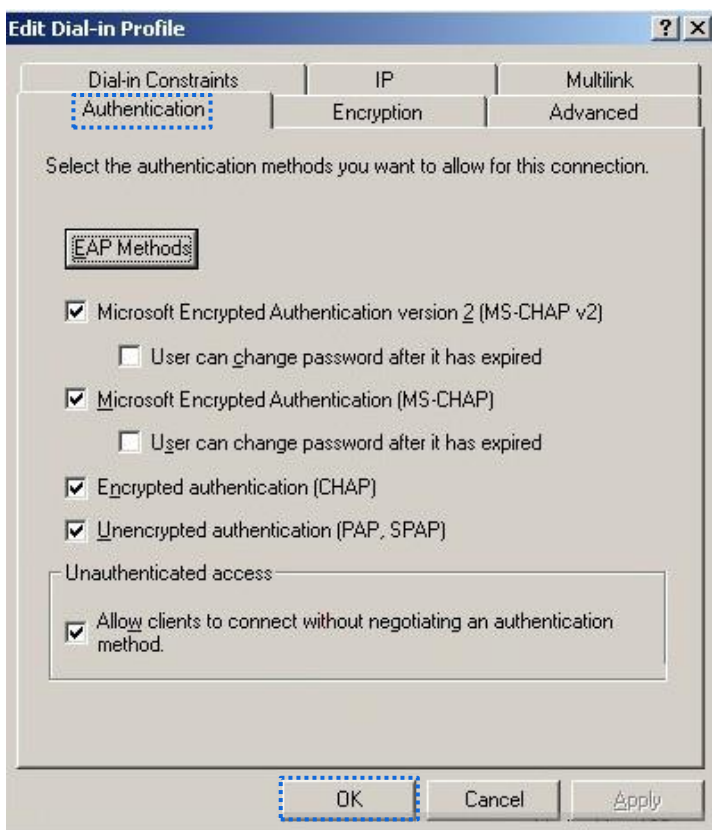 Edit Dial-in Profile
Dial-in Constraints IP Multilink
Authentication Encryption Advanced
Select the authentication methods you want to allow for this connection.
EAP Methods
Microsoft Encrypted Authentication version 2 (MS-CHAP v2)
User can change password after it has expired
Microsoft Encrypted Authentication (MS-CHAP)
User can change password after it has expired
Encrypted authentication (CHAP)
Unencrypted authentication (PAP, SPAP)
Unauthenticated access
Allow clients to connect without negotiating an authentication
method.
OK Cancel Apply